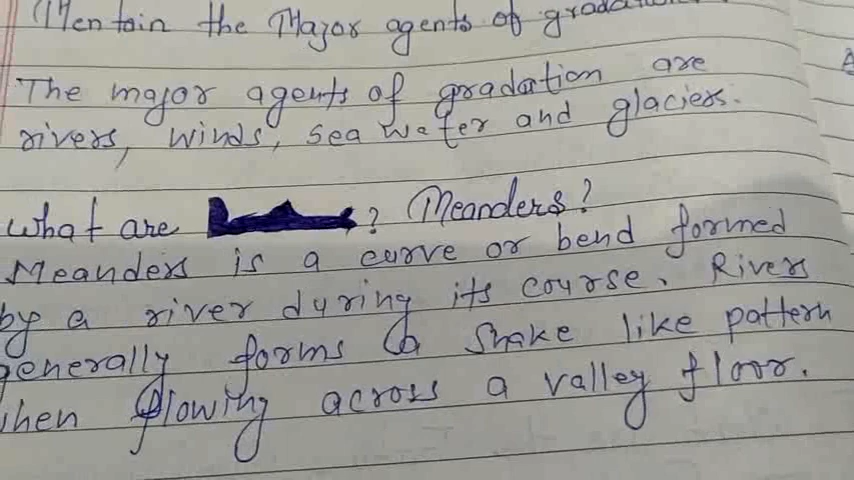 Mentain the Major agents of gradation
The major agents of gradation are
rivers, winds, sea water and glaciers.
what are ? Meanders?
Meanders is a curve or bend formed
by a river during its course. Rivers
generally forms a snake like pattern
when flowing across a valley floor.